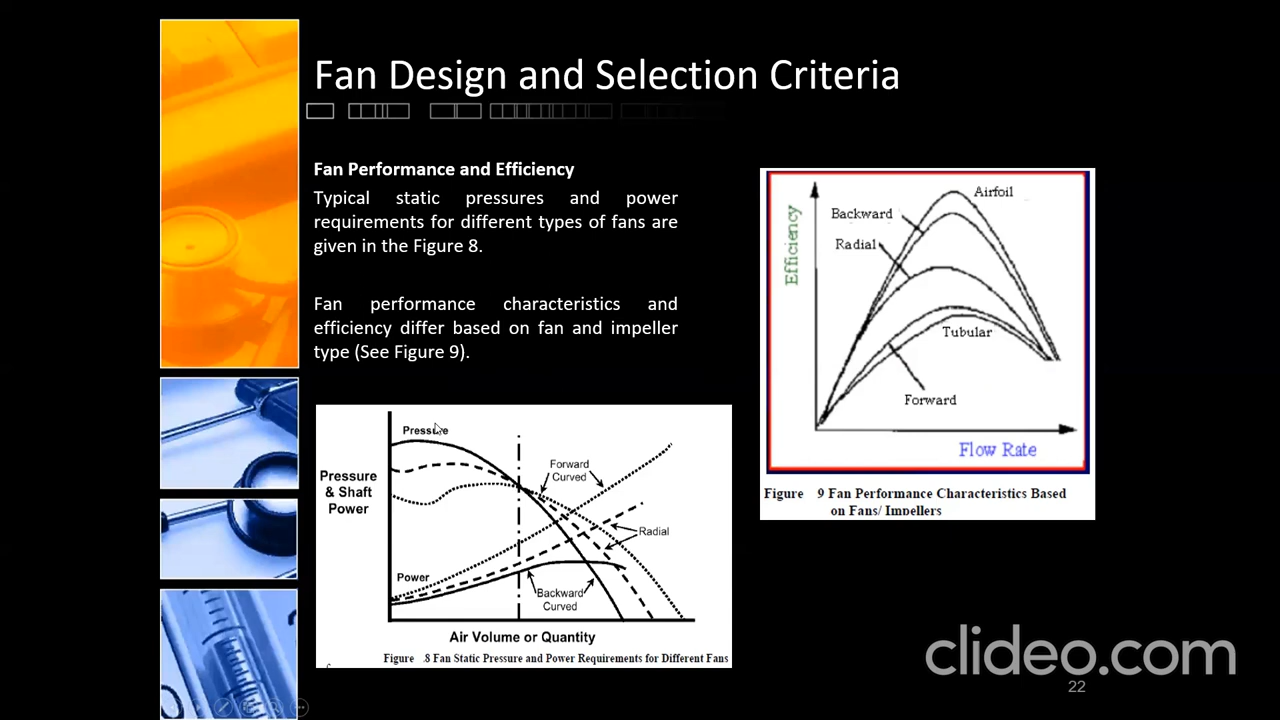 Fan Design and Selection Criteria
Fan Performance and Efficiency
Typical static pressures and power
requirements for different types of fans are
given in the Figure 8.
Fan performance characteristics and
efficiency differ based on fan and impeller
type (See Figure 9).
Pressure
Pressure
& Shaft
Power
Forward
Curved
Radial
Power
Backward
Curved
Air Volume or Quantity
Figure .8 Fan Static Pressure and Power Requirements for Different Fans
Efficiency
Airfoil
Backward
Radial
Tubular
Forward
Flow Rate
Figure 9 Fan Performance Characteristics Based
on Fans/ Impellers
clideo.com
22